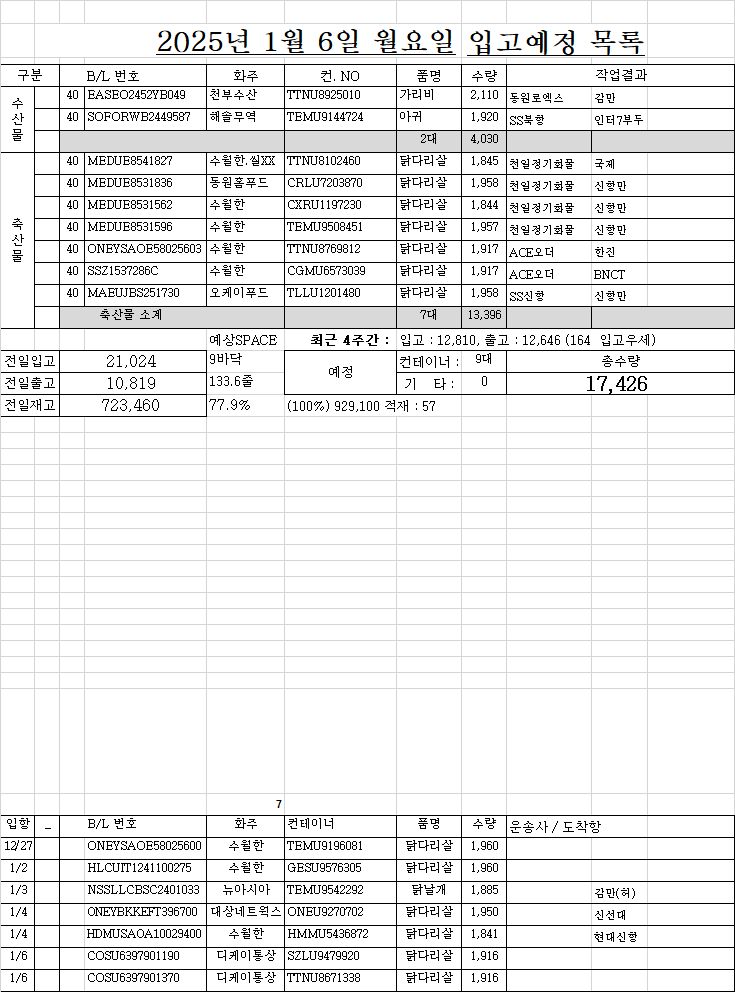 2025년 1월 6일 월요일 입고예정 목록
구분 B/L 번호 화주 컨. NO 품명 수량 작업결과
수산물
40 EASBO2452YB049 천부수산 TTNU8925010 가리비 2,110 동원로엑스 감만
40 SOFORWB2449587 해솔무역 TEMU9144724 아귀 1,920 SS북항 인터7부두
2대 4,030
축산물
40 MEDUE8541827 수월한.씰XX TTNU8102460 닭다리살 1,845 천일정기화물 국제
40 MEDUE8531836 동원홈푸드 CRLU7203870 닭다리살 1,958 천일정기화물 신항만
40 MEDUE8531562 수월한 CXRU1197230 닭다리살 1,844 천일정기화물 신항만
40 MEDUE8531596 수월한 TEMU9508451 닭다리살 1,957 천일정기화물 신항만
40 ONEYSAOE58025603 수월한 TTNU8769812 닭다리살 1,917 ACE오더 한진
40 SSZ1537286C 수월한 CGMU6573039 닭다리살 1,917 ACE오더 BNCT
40 MAEUJBS251730 오케이푸드 TLLU1201480 닭다리살 1,958 SS신항 신항만
축산물 소계 7대 13,396
예상SPACE 최근 4주간 : 입고 : 12,810, 출고 : 12,646 (164 입고우세)
전일입고 21,024 9바닥 예정 컨테이너 : 9대 총수량
전일출고 10,819 133.6줄 기 타 : 0 17,426
전일재고 723,460 77.9% (100%) 929,100 적재 : 57
7
입항 _ B/L 번호 화주 컨테이너 품명 수량 운송사 / 도착항
12/27 ONEYSAOE58025600 수월한 TEMU9196081 닭다리살 1,960
1/2 HLCUIT1241100275 수월한 GESU9576305 닭다리살 1,960
1/3 NSSLLCBSC2401033 뉴아시아 TEMU9542292 닭날개 1,885 감만(허)
1/4 ONEYBKKEFT396700 대상네트웍스 ONEU9270702 닭다리살 1,950 신선대
1/4 HDMUSAOA10029400 수월한 HMMU5436872 닭다리살 1,841 현대신항
1/6 COSU6397901190 디케이통상 SZLU9479920 닭다리살 1,916
1/6 COSU6397901370 디케이통상 TTNU8671338 닭다리살 1,916